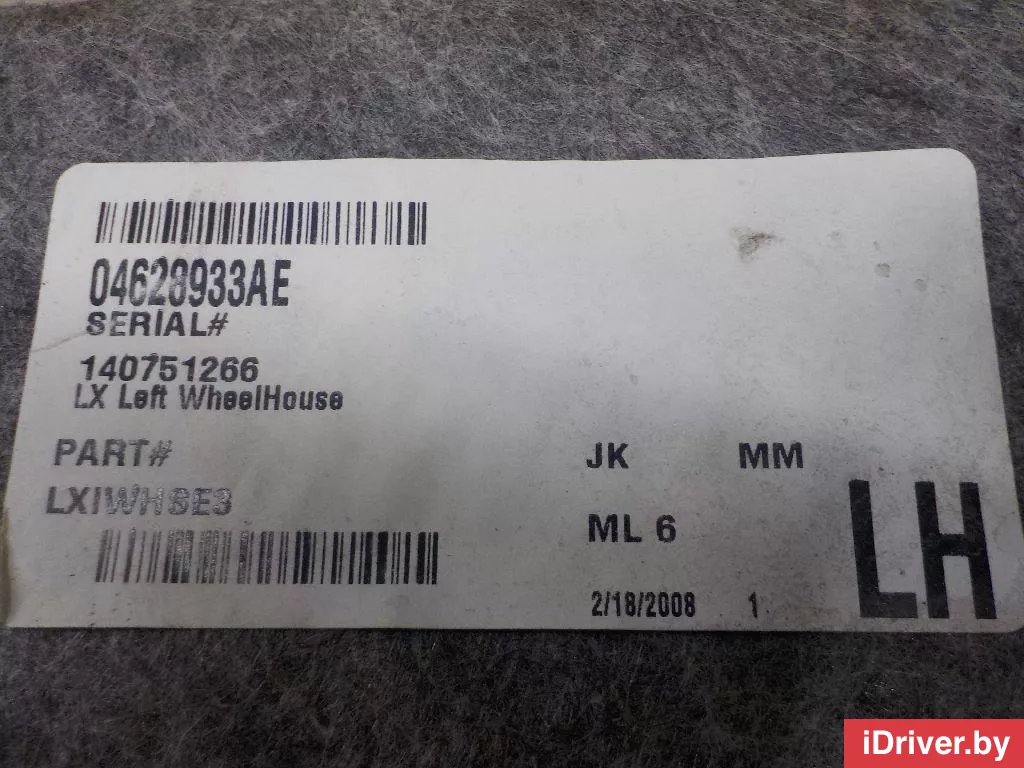 04628933AE
SERIAL#
140751266
LX Left WheelHouse
PART#
JK MM
LXIWHSE3
ML 6
LH
2/18/2008 1
iDriver.by